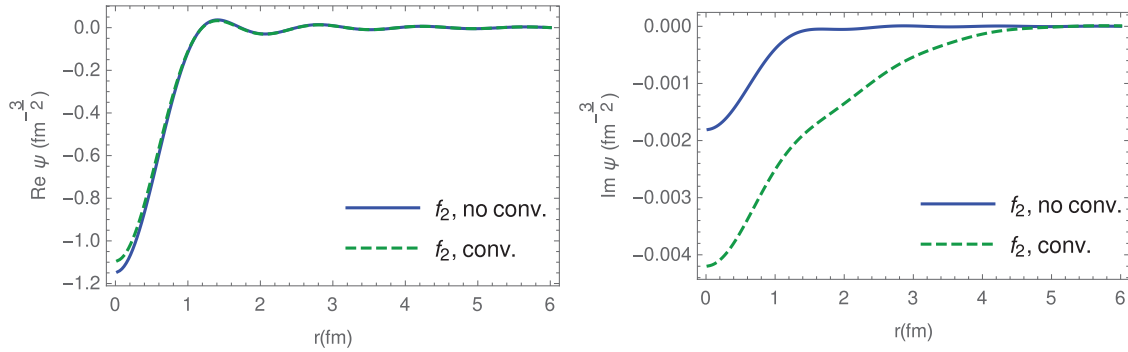 0.0
−0.2
−0.4
−0.6
−0.8
−1.0
−1.2
Re ψ (fm^{−3/2})
f₂, no conv.
f₂, conv.
0 1 2 3 4 5 6
r(fm)
0.000
−0.001
−0.002
−0.003
−0.004
Im ψ (fm^{−3/2})
f₂, no conv.
f₂, conv.
0 1 2 3 4 5 6
r(fm)